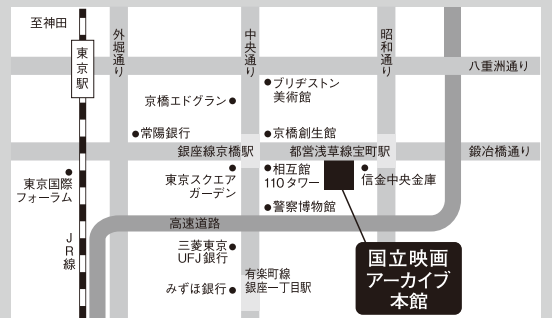 至神田
東京駅
外堀通り
中央通り
昭和通り
八重洲通り
ブリヂストン
美術館
京橋エドグラン
常陽銀行
京橋創生館
銀座線京橋駅
都営浅草線宝町駅
鍛冶橋通り
東京国際
フォーラム
東京スクエア
ガーデン
相互館
110タワー
信金中央金庫
警察博物館
高速道路
JR線
三菱東京
UFJ銀行
有楽町線
銀座一丁目駅
みずほ銀行
国立映画
アーカイブ
本館